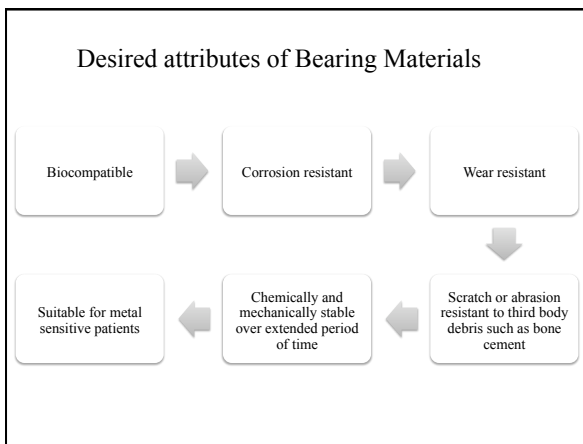 Desired attributes of Bearing Materials
Biocompatible
Corrosion resistant
Wear resistant
Scratch or abrasion
resistant to third body
debris such as bone
cement
Chemically and
mechanically stable
over extended period
of time
Suitable for metal
sensitive patients